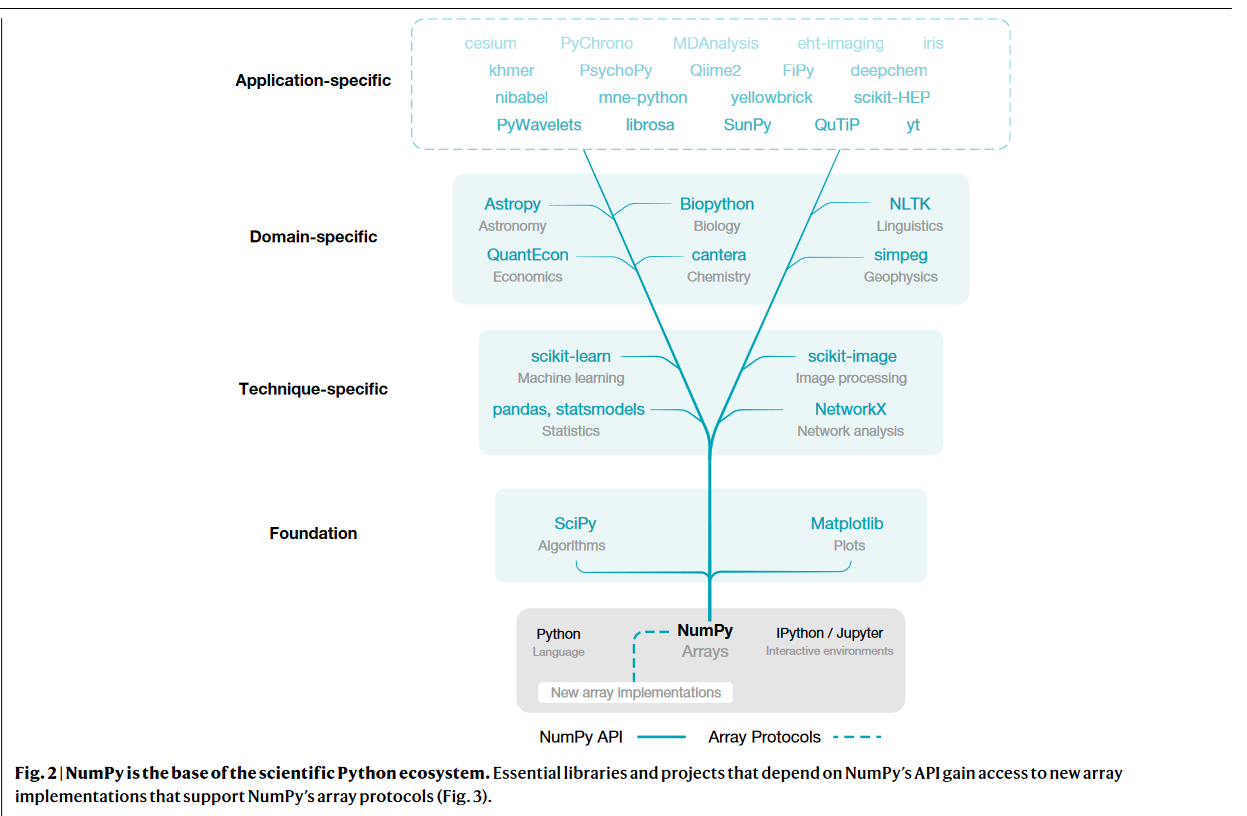 cesium PyChrono MDAnalysis eht-imaging iris
Application-specific
khmer PsychoPy Qiime2 FiPy deepchem
nibabel mne-python yellowbrick scikit-HEP
PyWavelets librosa SunPy QuTiP yt
Astropy Biopython NLTK
Astronomy Biology Linguistics
Domain-specific
QuantEcon cantera simpeg
Economics Chemistry Geophysics
scikit-learn scikit-image
Machine learning Image processing
Technique-specific
pandas, statsmodels NetworkX
Statistics Network analysis
SciPy Matplotlib
Foundation
Algorithms Plots
Python NumPy IPython / Jupyter
Language Arrays Interactive environments
New array implementations
NumPy API Array Protocols
Fig. 2 | NumPy is the base of the scientific Python ecosystem. Essential libraries and projects that depend on NumPy's API gain access to new array
implementations that support NumPy's array protocols (Fig. 3).